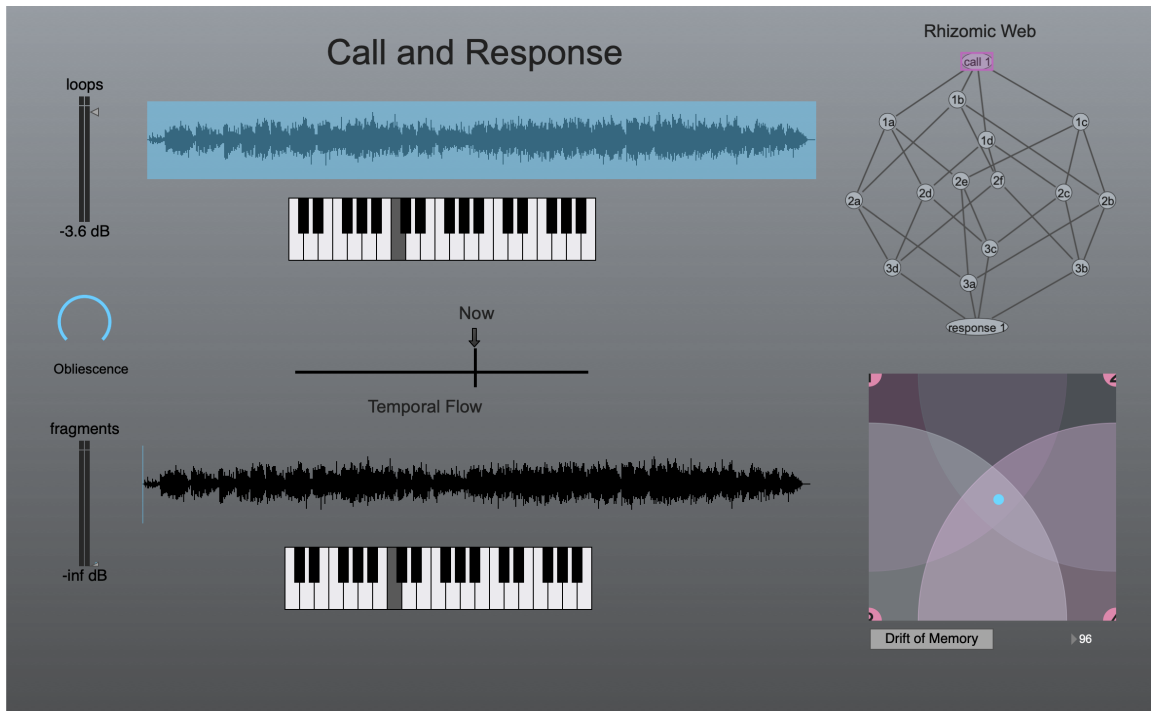 Call and Response
loops
-3.6 dB
Obliescence
Now
Temporal Flow
fragments
-inf dB
Rhizomic Web
call 1
1b
1a
1c
1d
2e
2f
2d
2c
2a
2b
3c
3d
3b
3a
response 1
2
Drift of Memory
96